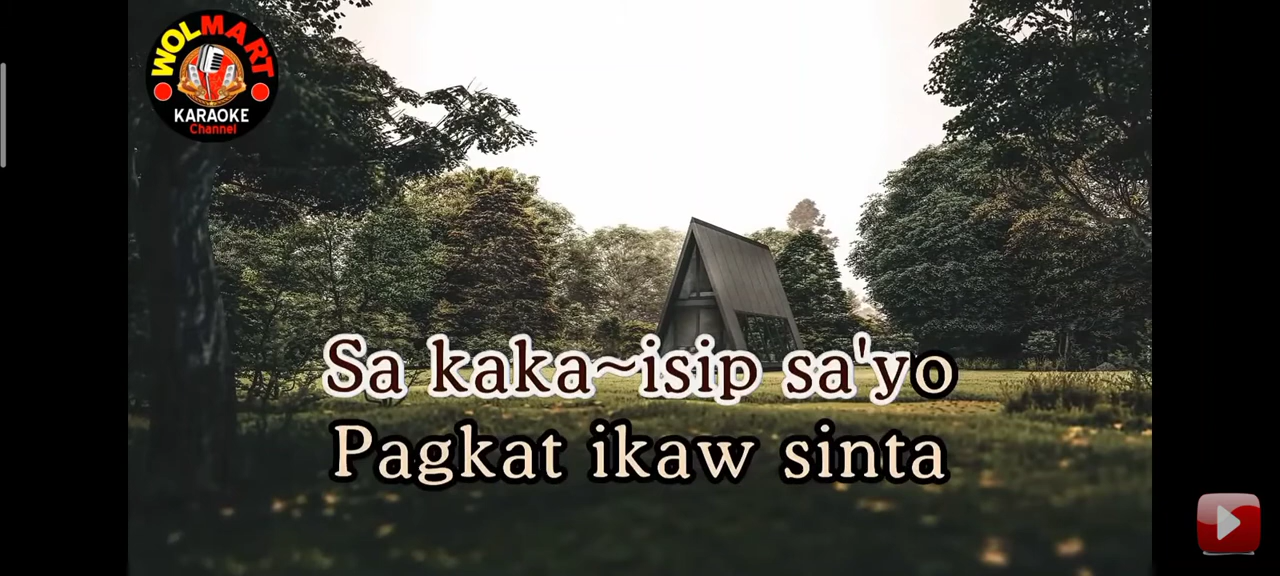 WOLMART
KARAOKE
Channel
Sa kaka~isip sa'yo
Pagkat ikaw sinta